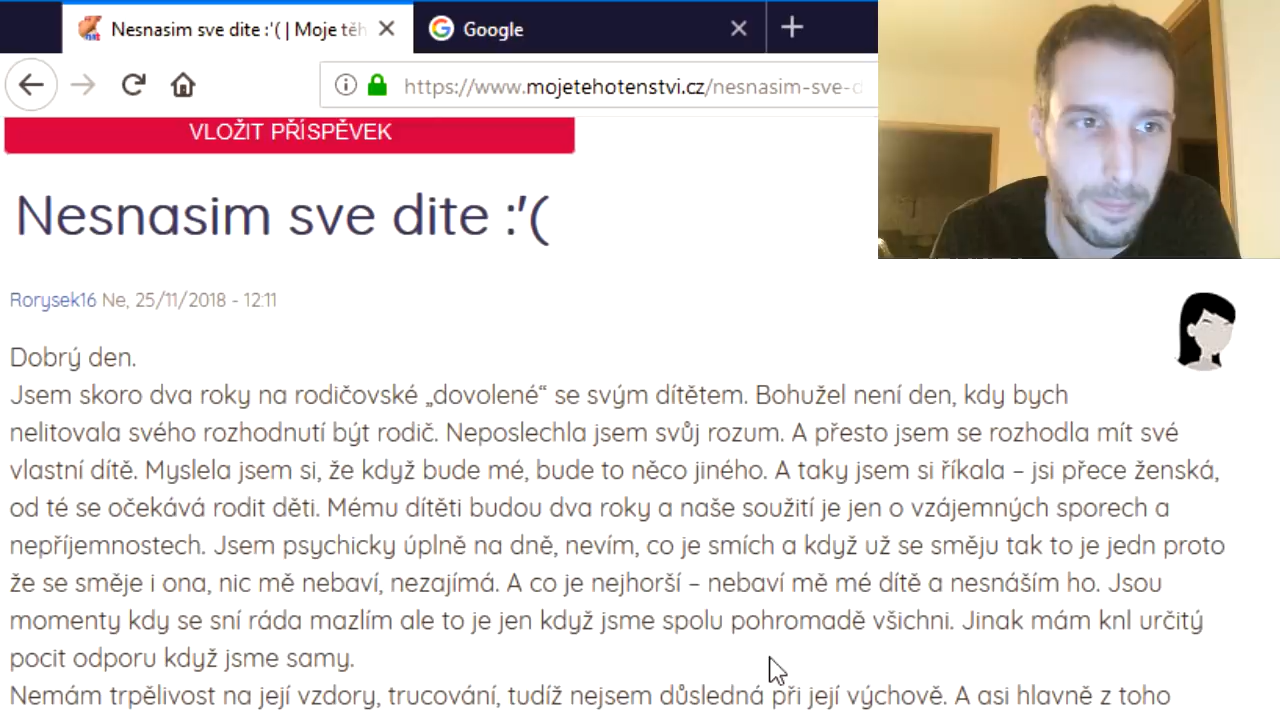 Nesnasim sve dite :'( | Moje těh
Google
https://www.mojetehotenstvi.cz/nesnasim-sve-d
VLOŽIT PŘÍSPĚVEK
Nesnasim sve dite :'(
Rorysek16 Ne, 25/11/2018 - 12:11
Dobrý den.
Jsem skoro dva roky na rodičovské „dovolené“ se svým dítětem. Bohužel není den, kdy bych
nelitovala svého rozhodnutí být rodič. Neposlechla jsem svůj rozum. A přesto jsem se rozhodla mít své
vlastní dítě. Myslela jsem si, že když bude mé, bude to něco jiného. A taky jsem si říkala – jsi přece ženská,
od té se očekává rodit děti. Mému dítěti budou dva roky a naše soužití je jen o vzájemných sporech a
nepříjemnostech. Jsem psychicky úplně na dně, nevím, co je smích a když už se směju tak to je jedn proto
že se směje i ona, nic mě nebaví, nezajímá. A co je nejhorší – nebaví mě mé dítě a nesnáším ho. Jsou
momenty kdy se sní ráda mazlím ale to je jen když jsme spolu pohromadě všichni. Jinak mám knl určitý
pocit odporu když jsme samy.
Nemám trpělivost na její vzdory, trucování, tudíž nejsem důsledná při její výchově. A asi hlavně z toho